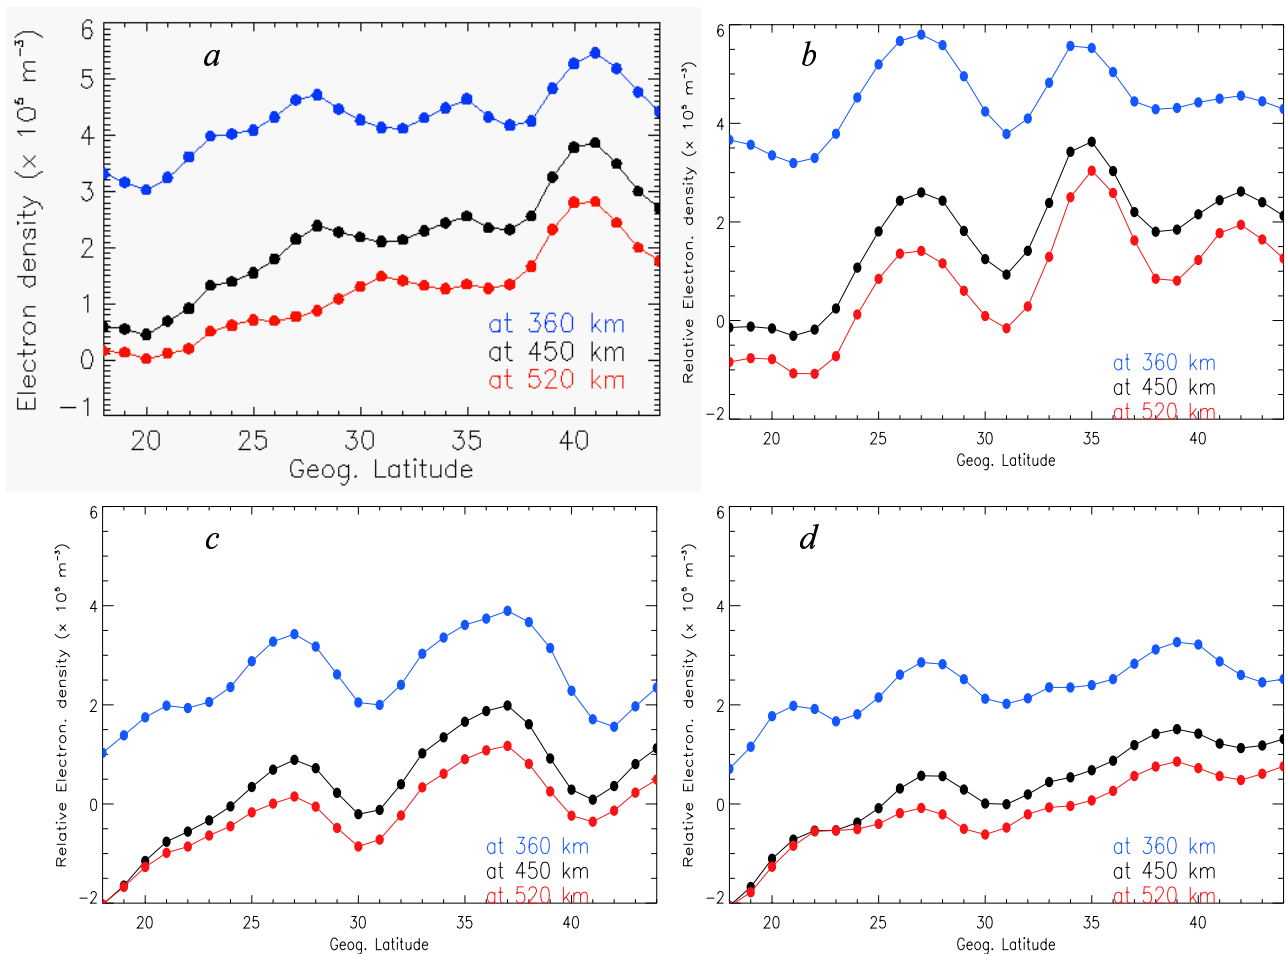 a
Electron density (× 10⁵ m⁻³)
6
5
4
3
2
1
0
−1
at 360 km
at 450 km
at 520 km
20 25 30 35 40
Geog. Latitude
b
Relative Electron. density (× 10⁵ m⁻³)
6
4
2
0
−2
at 360 km
at 450 km
at 520 km
20 25 30 35 40
Geog. Latitude
c
Relative Electron. density (× 10⁵ m⁻³)
6
4
2
0
−2
at 360 km
at 450 km
at 520 km
20 25 30 35 40
Geog. Latitude
d
Relative Electron. density (× 10⁵ m⁻³)
6
4
2
0
−2
at 360 km
at 450 km
at 520 km
20 25 30 35 40
Geog. Latitude